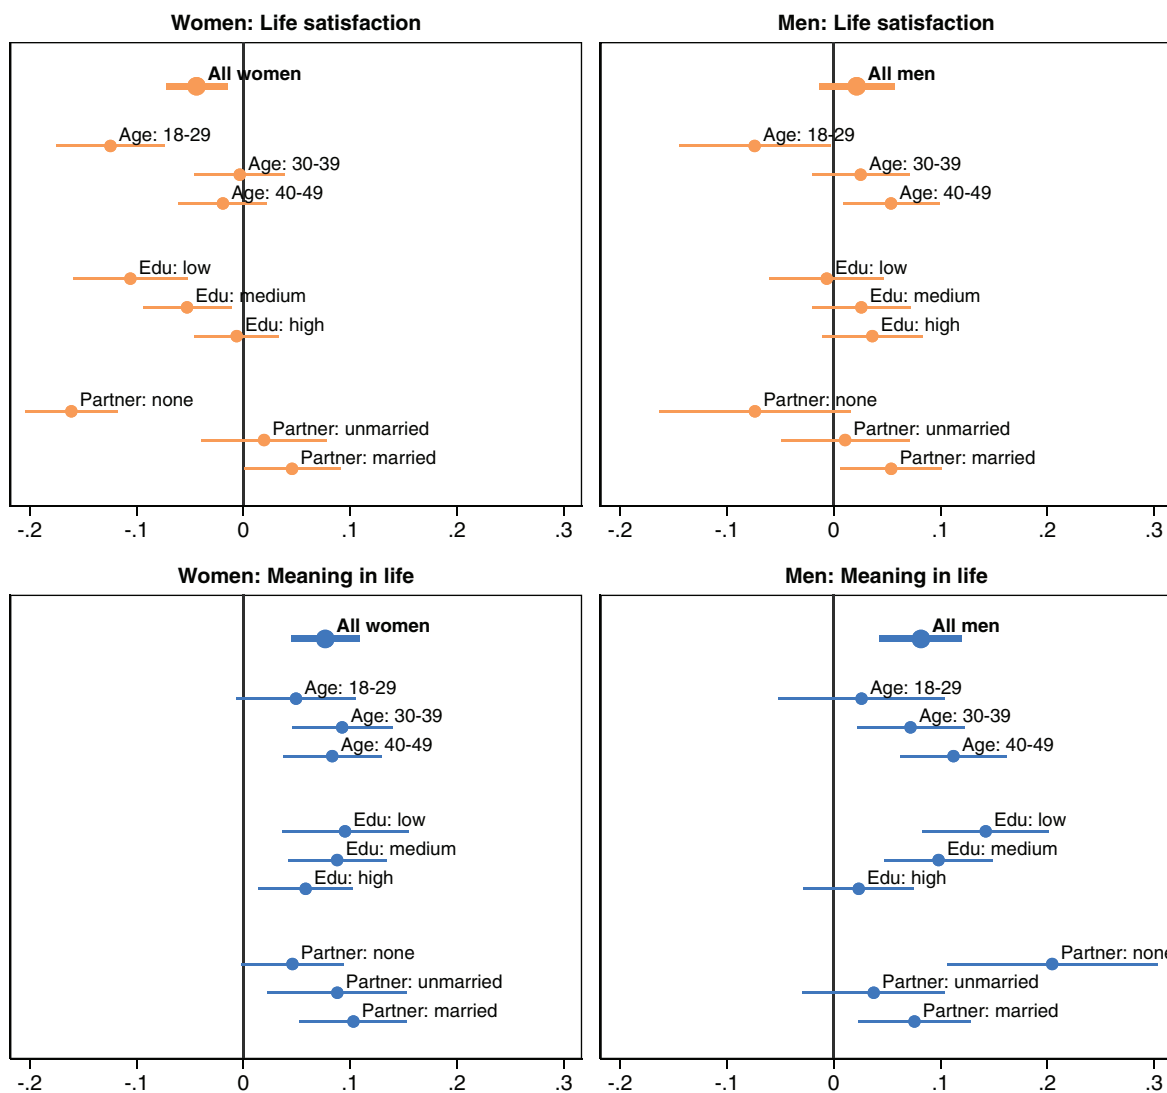 Women: Life satisfaction
All women
Age: 18-29
Age: 30-39
Age: 40-49
Edu: low
Edu: medium
Edu: high
Partner: none
Partner: unmarried
Partner: married
-.2 -.1 0 .1 .2 .3
Men: Life satisfaction
All men
Age: 18-29
Age: 30-39
Age: 40-49
Edu: low
Edu: medium
Edu: high
Partner: none
Partner: unmarried
Partner: married
-.2 -.1 0 .1 .2 .3
Women: Meaning in life
All women
Age: 18-29
Age: 30-39
Age: 40-49
Edu: low
Edu: medium
Edu: high
Partner: none
Partner: unmarried
Partner: married
-.2 -.1 0 .1 .2 .3
Men: Meaning in life
All men
Age: 18-29
Age: 30-39
Age: 40-49
Edu: low
Edu: medium
Edu: high
Partner: none
Partner: unmarried
Partner: married
-.2 -.1 0 .1 .2 .3